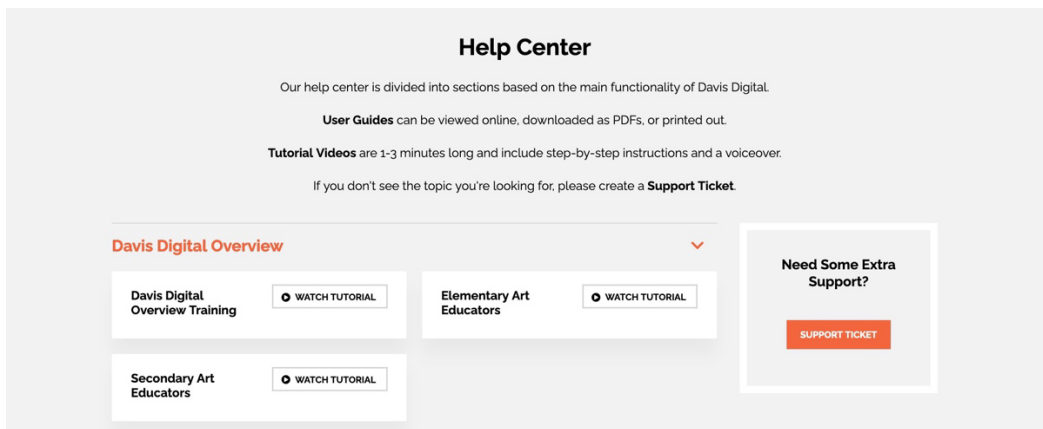 Help Center
Our help center is divided into sections based on the main functionality of Davis Digital.
User Guides can be viewed online, downloaded as PDFs, or printed out.
Tutorial Videos are 1-3 minutes long and include step-by-step instructions and a voiceover.
If you don't see the topic you're looking for, please create a Support Ticket.
Davis Digital Overview
Davis Digital
Overview Training
WATCH TUTORIAL
Elementary Art
Educators
WATCH TUTORIAL
Secondary Art
Educators
WATCH TUTORIAL
Need Some Extra
Support?
SUPPORT TICKET